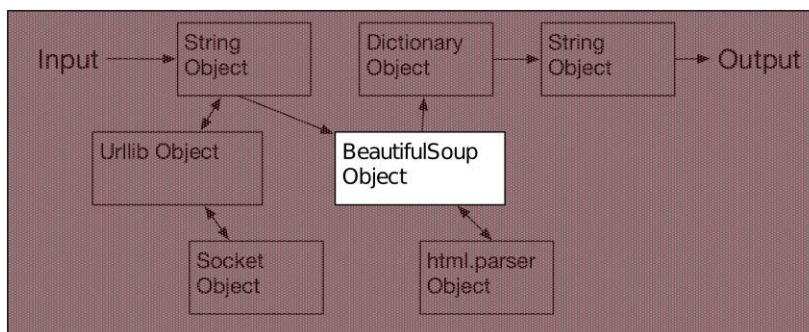 Input
String
Object
Dictionary
Object
String
Object
Output
Urllib Object
BeautifulSoup
Object
Socket
Object
html.parser
Object